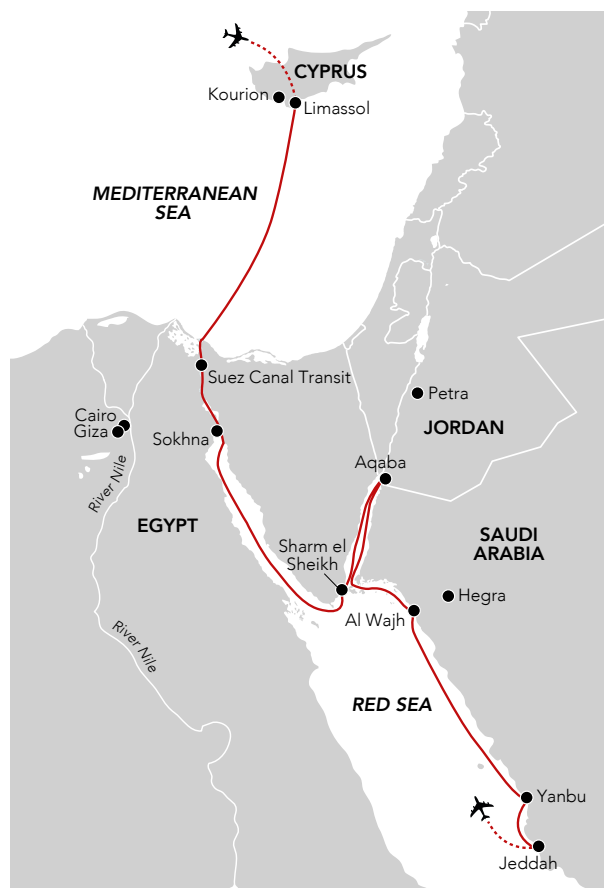 CYPRUS
Kourion
Limassol
MEDITERRANEAN
SEA
Suez Canal Transit
Petra
Cairo
Giza
Sokhna
JORDAN
Aqaba
River Nile
EGYPT
SAUDI
ARABIA
Sharm el
Sheikh
Hegra
Al Wajh
River Nile
RED SEA
Yanbu
Jeddah